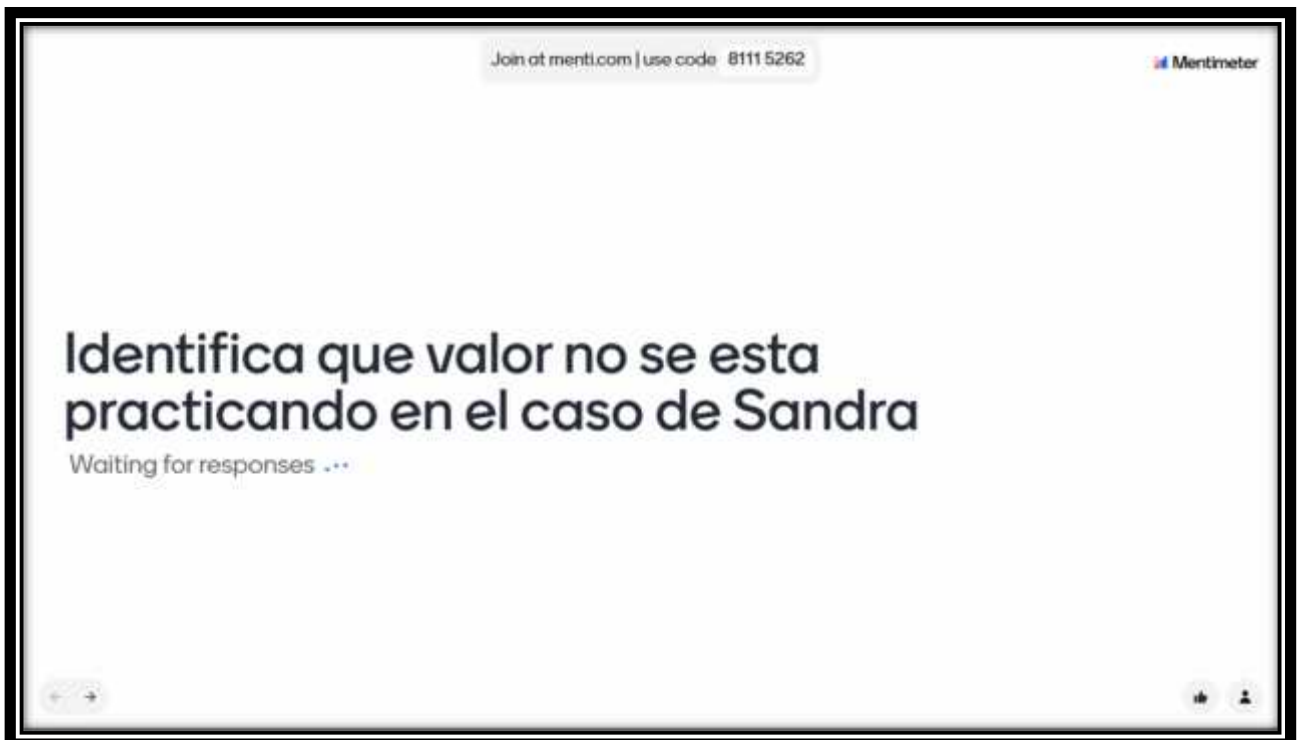 Join at menti.com | use code 8111 5262
Mentimeter
Identifica que valor no se esta
practicando en el caso de Sandra
Waiting for responses